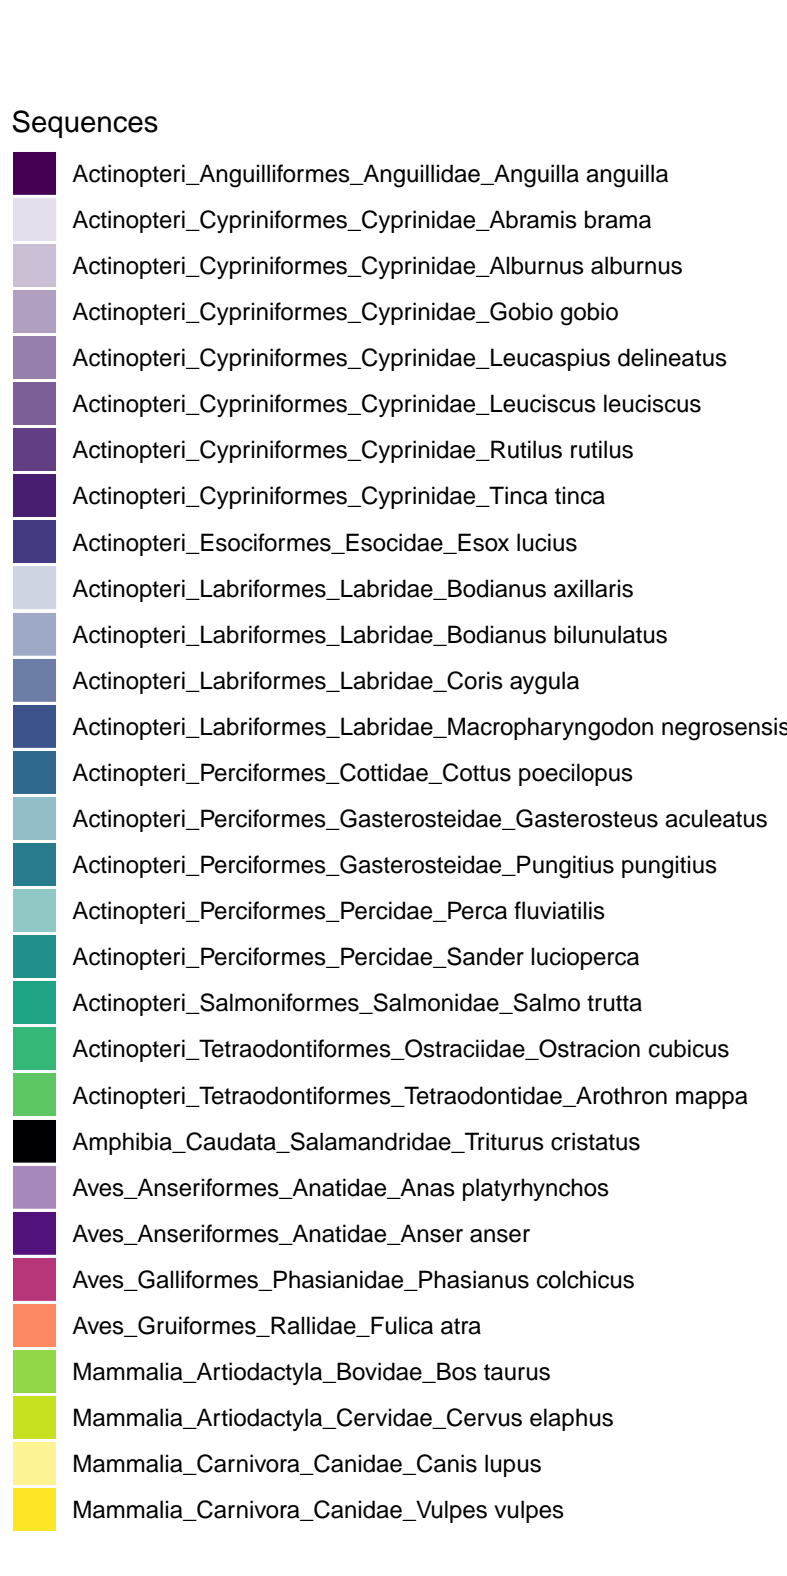 Sequences
Actinopteri_Anguilliformes_Anguillidae_Anguilla anguilla
Actinopteri_Cypriniformes_Cyprinidae_Abramis brama
Actinopteri_Cypriniformes_Cyprinidae_Alburnus alburnus
Actinopteri_Cypriniformes_Cyprinidae_Gobio gobio
Actinopteri_Cypriniformes_Cyprinidae_Leucaspius delineatus
Actinopteri_Cypriniformes_Cyprinidae_Leuciscus leuciscus
Actinopteri_Cypriniformes_Cyprinidae_Rutilus rutilus
Actinopteri_Cypriniformes_Cyprinidae_Tinca tinca
Actinopteri_Esociformes_Esocidae_Esox lucius
Actinopteri_Labriformes_Labridae_Bodianus axillaris
Actinopteri_Labriformes_Labridae_Bodianus bilunulatus
Actinopteri_Labriformes_Labridae_Coris aygula
Actinopteri_Labriformes_Labridae_Macropharyngodon negrosensis
Actinopteri_Perciformes_Cottidae_Cottus poecilopus
Actinopteri_Perciformes_Gasterosteidae_Gasterosteus aculeatus
Actinopteri_Perciformes_Gasterosteidae_Pungitius pungitius
Actinopteri_Perciformes_Percidae_Perca fluviatilis
Actinopteri_Perciformes_Percidae_Sander lucioperca
Actinopteri_Salmoniformes_Salmonidae_Salmo trutta
Actinopteri_Tetraodontiformes_Ostraciidae_Ostracion cubicus
Actinopteri_Tetraodontiformes_Tetraodontidae_Arothron mappa
Amphibia_Caudata_Salamandridae_Triturus cristatus
Aves_Anseriformes_Anatidae_Anas platyrhynchos
Aves_Anseriformes_Anatidae_Anser anser
Aves_Galliformes_Phasianidae_Phasianus colchicus
Aves_Gruiformes_Rallidae_Fulica atra
Mammalia_Artiodactyla_Bovidae_Bos taurus
Mammalia_Artiodactyla_Cervidae_Cervus elaphus
Mammalia_Carnivora_Canidae_Canis lupus
Mammalia_Carnivora_Canidae_Vulpes vulpes